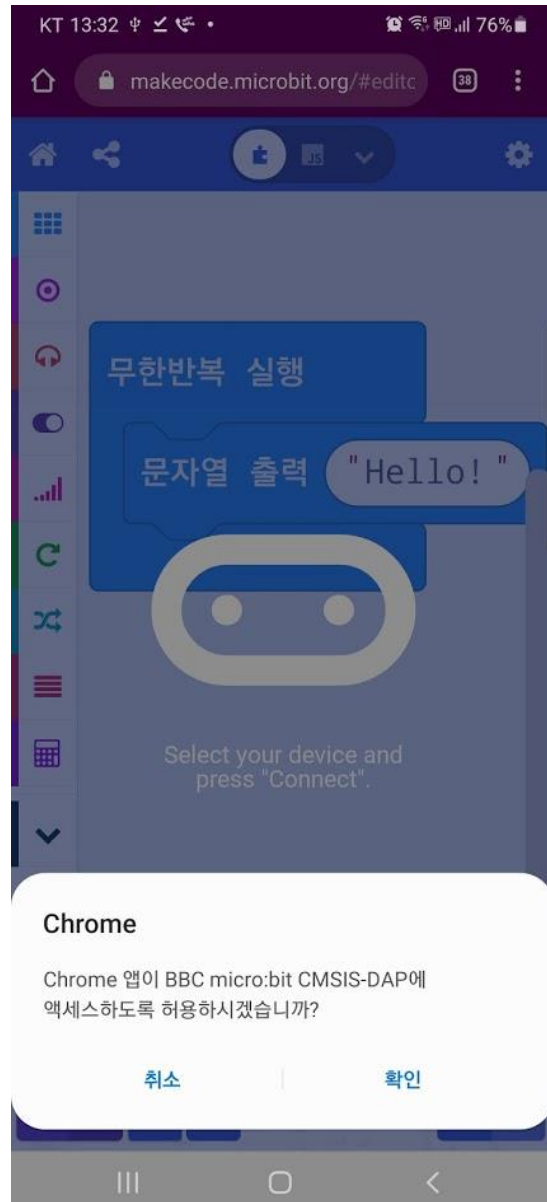 KT 13:32
76%
makecode.microbit.org/#editc
38
JS
무한반복 실행
문자열 출력 "Hello!"
Select your device and
press "Connect".
Chrome
Chrome 앱이 BBC micro:bit CMSIS-DAP에
액세스하도록 허용하시겠습니까?
취소 확인